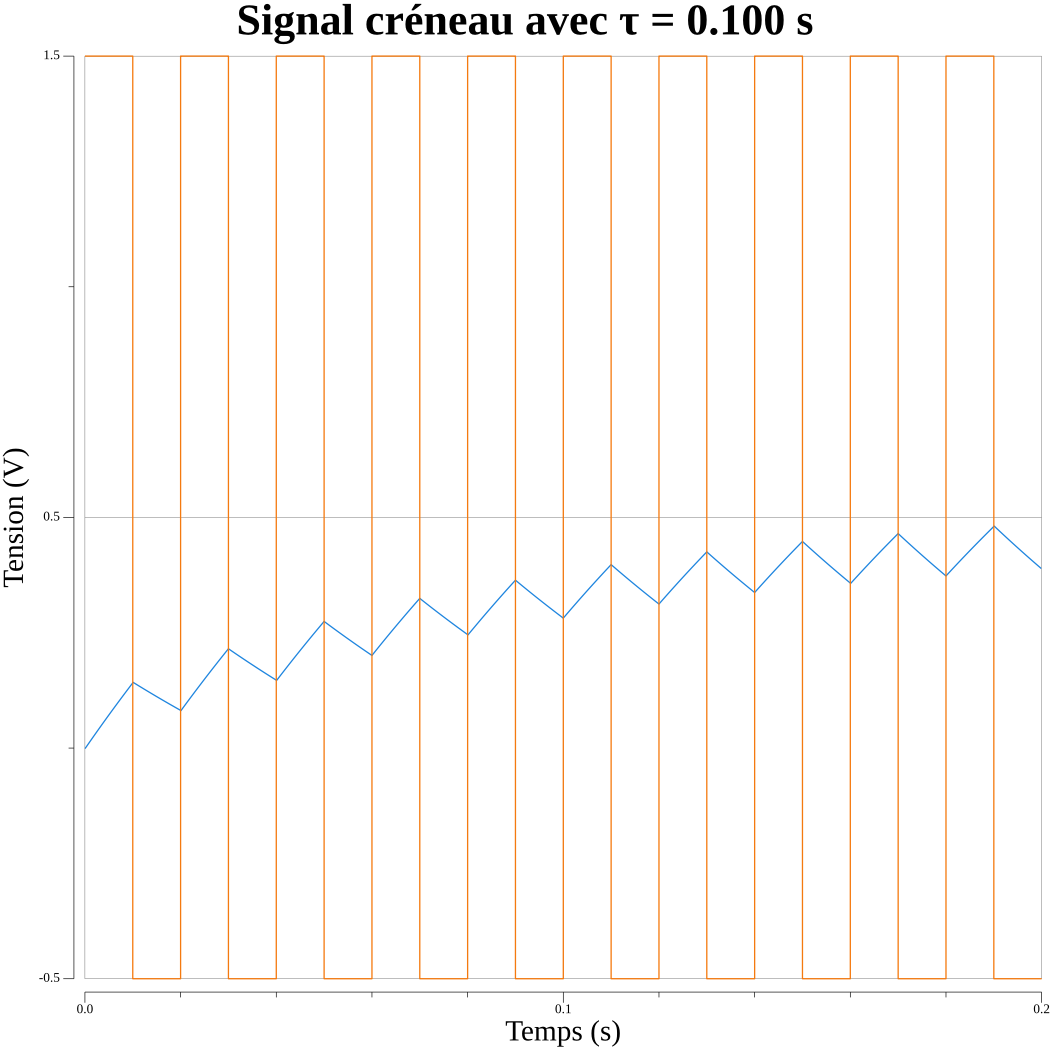 Signal créneau avec τ = 0.100 s
1.5
0.5
-0.5
Tension (V)
0.0 0.1 0.2
Temps (s)